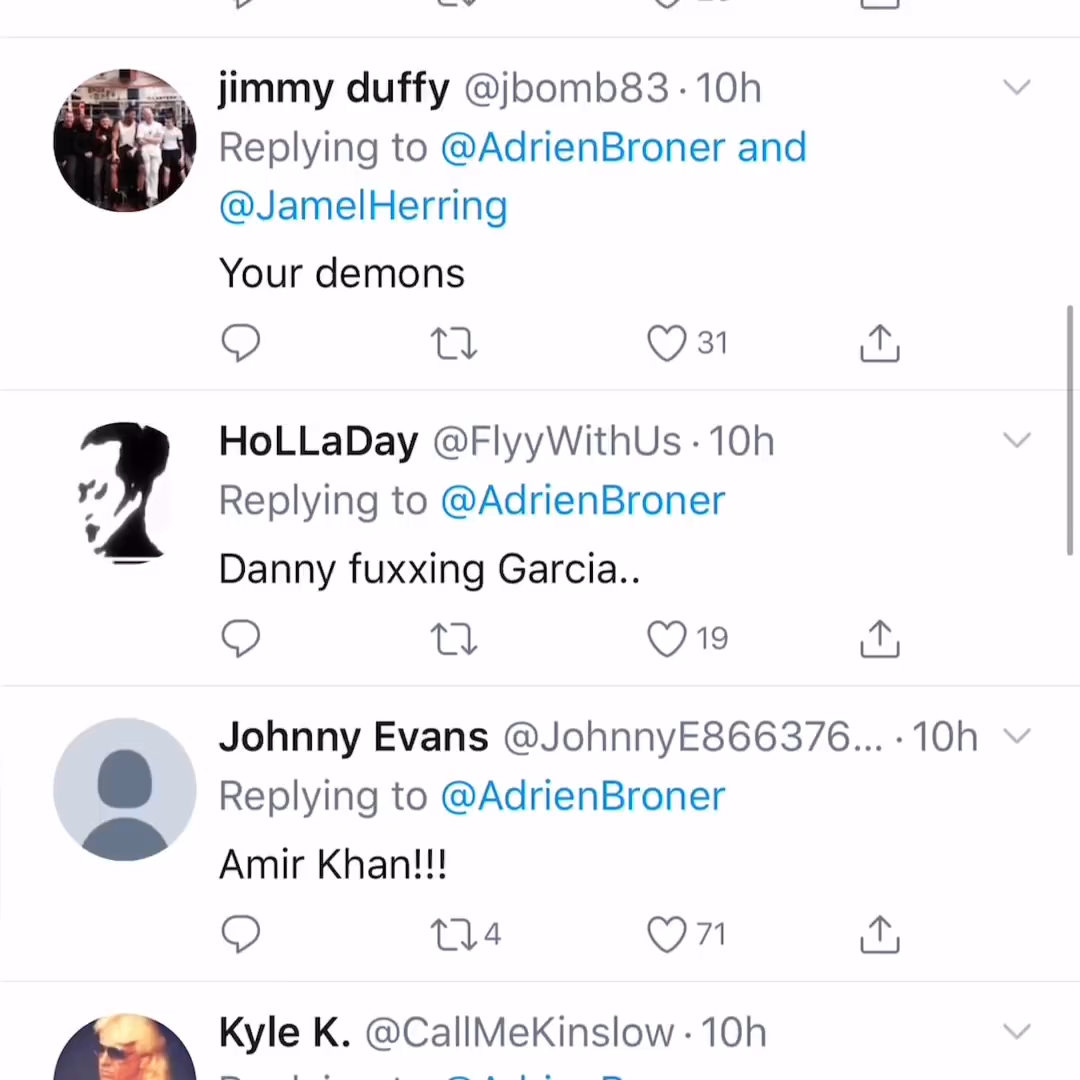 jimmy duffy @jbomb83 · 10h
Replying to @AdrienBroner and
@JamelHerring
Your demons
31
HoLLaDay @FlyyWithUs · 10h
Replying to @AdrienBroner
Danny fuxxing Garcia..
19
Johnny Evans @JohnnyE866376... · 10h
Replying to @AdrienBroner
Amir Khan!!!
4 71
Kyle K. @CallMeKinslow · 10h